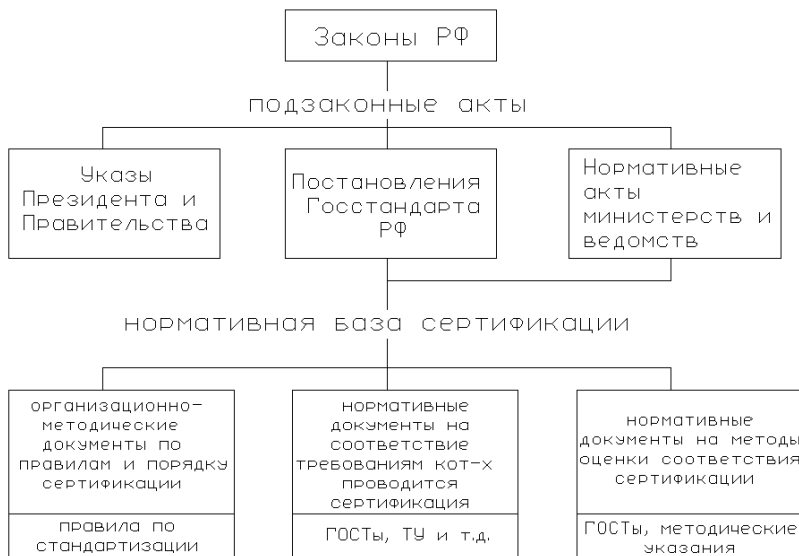 Законы РФ
подзаконные акты
Указы
Президента и
Правительства
Постановления
Госстандарта
РФ
Нормативные
акты
министерств и
ведомств
нормативная база сертификации
организационно-
методические
документы по
правилам и порядку
сертификации
правила по
стандартизации
нормативные
документы на
соответствие
требованиям кот-х
проводится
сертификация
ГОСТы, ТУ и т.д.
нормативные
документы на методы
оценки соответствия
сертификации
ГОСТы, методические
указания